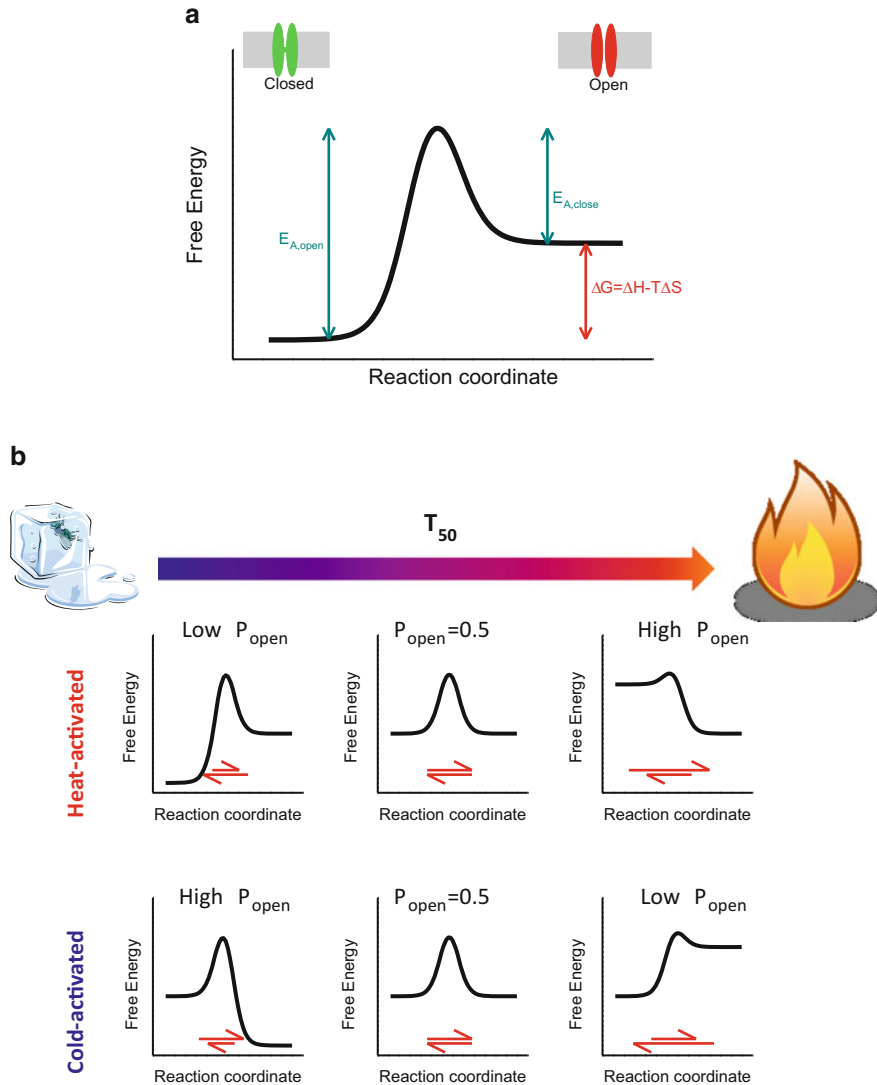 a
Closed
Open
Free Energy
E_A,open
E_A,close
ΔG=ΔH-TΔS
Reaction coordinate
b
T_50
Heat-activated
Low P_open
P_open=0.5
High P_open
Free Energy
Free Energy
Free Energy
Reaction coordinate
Reaction coordinate
Reaction coordinate
Cold-activated
High P_open
P_open=0.5
Low P_open
Free Energy
Free Energy
Free Energy
Reaction coordinate
Reaction coordinate
Reaction coordinate